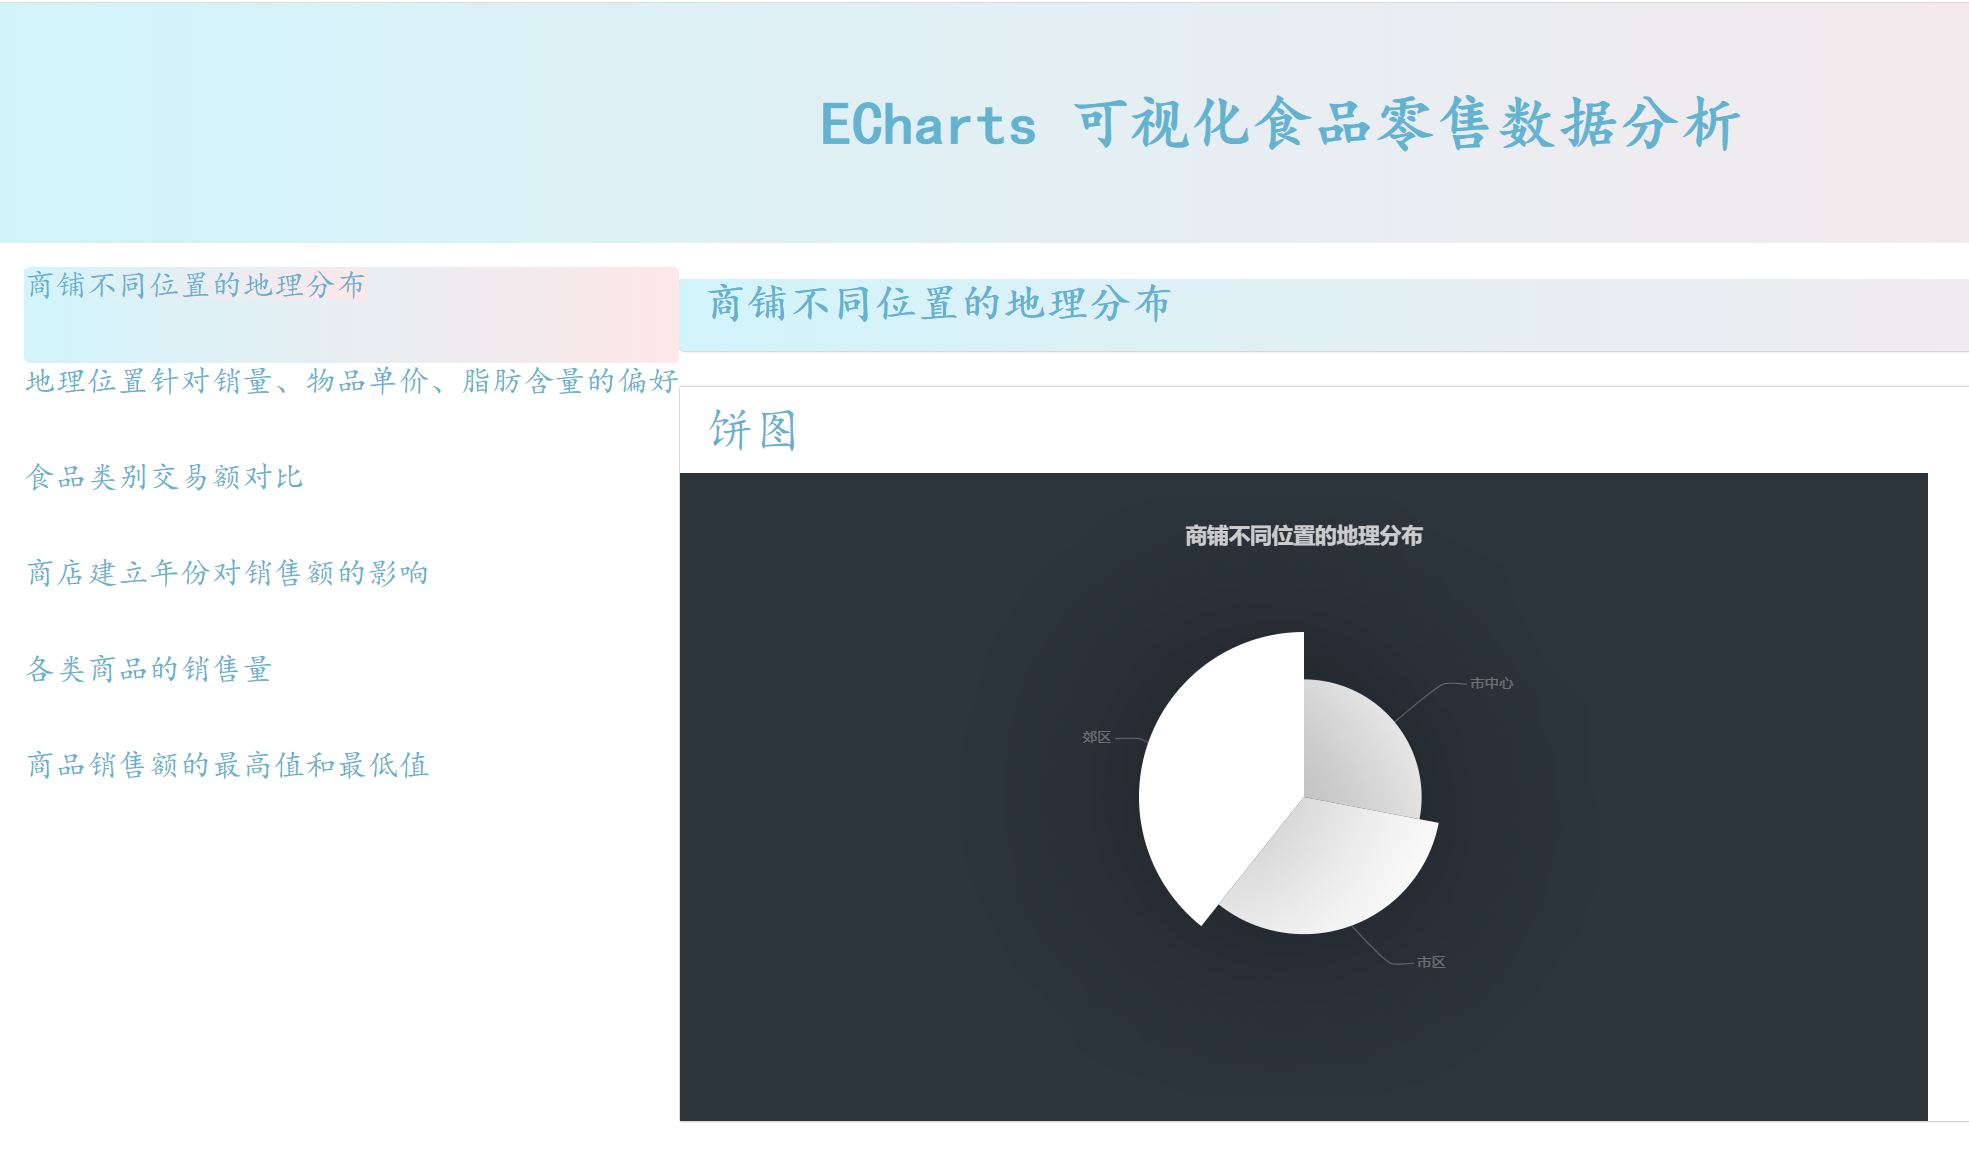 ECharts 可视化食品零售数据分析
商铺不同位置的地理分布
地理位置针对销量、物品单价、脂肪含量的偏好
食品类别交易额对比
商店建立年份对销售额的影响
各类商品的销售量
商品销售额的最高值和最低值
商铺不同位置的地理分布
饼图
商铺不同位置的地理分布
市中心
郊区
市区